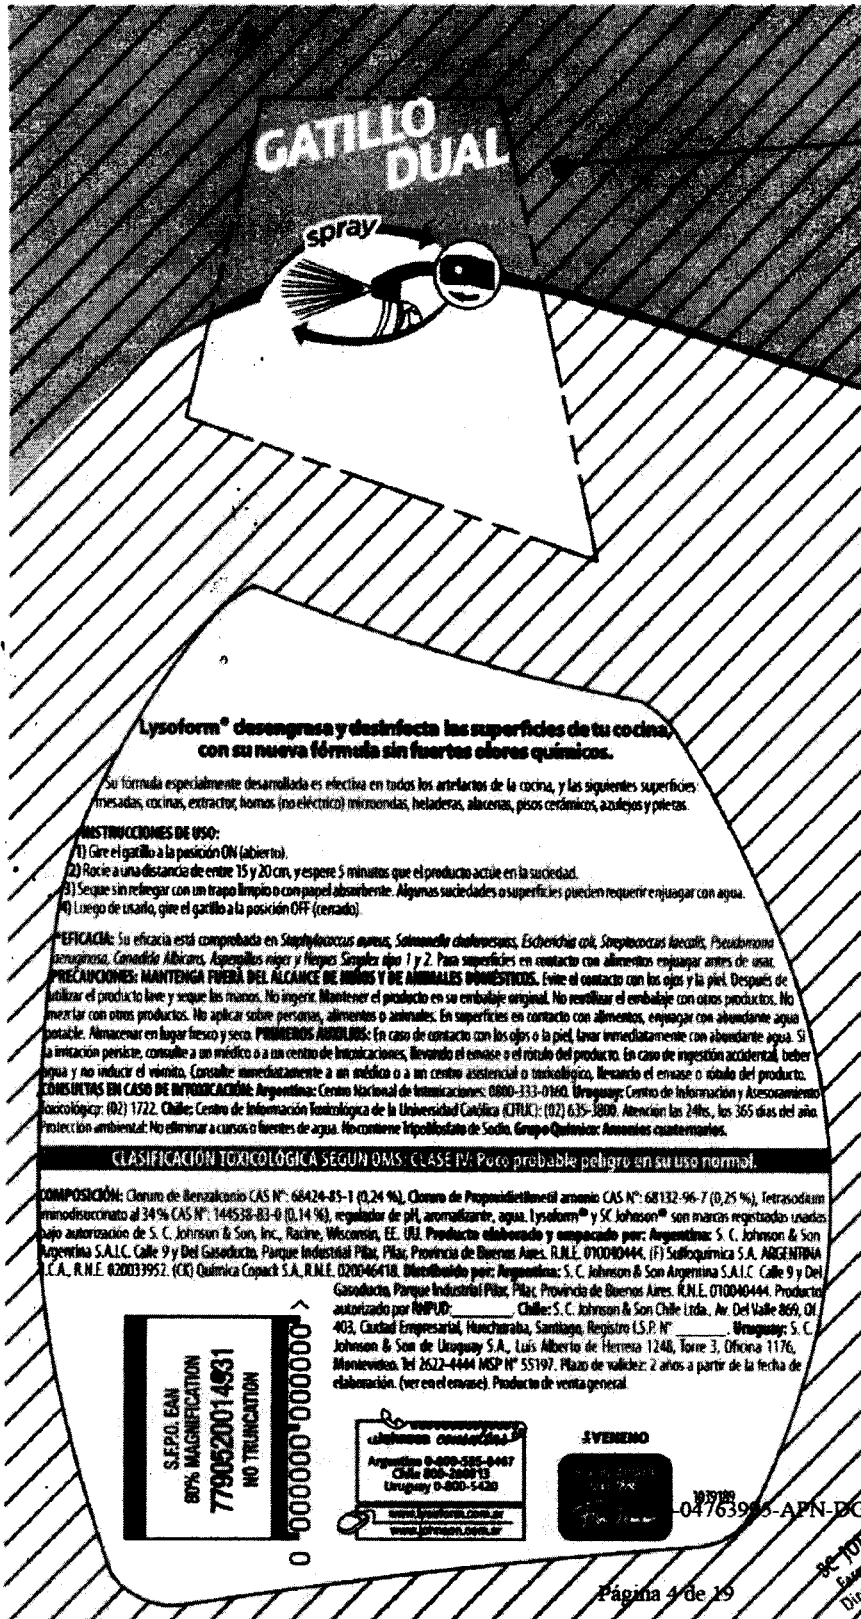 GATILLO
DUAL
spray
Lysoform® desengrasa y desinfecta las superficies de tu cocina,
con su nueva fórmula sin fuertes olores químicos.
Su fórmula especialmente desarrollada es efectiva en todos los artefactos de la cocina, y las siguientes superficies:
mesadas, cocinas, extractor, hornos (no eléctrico) microondas, heladeras, alacenas, pisos cerámicos, azulejos y piletas.
INSTRUCCIONES DE USO:
1) Gire el gatillo a la posición ON (abierto).
2) Rocie a una distancia de entre 15 y 20 cm, y espere 5 minutos que el producto actúe en la suciedad.
3) Seque sin refregar con un trapo limpio o con papel absorbente. Algunas suciedades o superficies pueden requerir enjuagar con agua.
4) Luego de usarlo, gire el gatillo a la posición OFF (cerrado).
*EFICACIA: Su eficacia está comprobada en Staphylococcus aureus, Salmonella choleraesuis, Escherichia coli, Streptococcus faecalis, Pseudomona
aeruginosa, Canadida Albicans, Aspergillus niger y Herpes Simplex tipo 1 y 2. Para superficies en contacto con alimentos enjuagar antes de usar.
PRECAUCIONES: MANTENGA FUERA DEL ALCANCE DE NIÑOS Y DE ANIMALES DOMÉSTICOS. Evite el contacto con los ojos y la piel. Después de
utilizar el producto lave y seque las manos. No ingerir. Mantener el producto en su embalaje original. No reutilizar el embalaje con otros productos. No
mezclar con otros productos. No aplicar sobre personas, alimentos o animales. En superficies en contacto con alimentos, enjuagar con abundante agua
potable. Almacenar en lugar fresco y seco. PRIMEROS AUXILIOS: En caso de contacto con los ojos o la piel, lavar inmediatamente con abundante agua. Si
la irritación persiste, consulte a un médico o a un centro de Intoxicaciones, llevando el envase o el rótulo del producto. En caso de ingestión accidental, beber
agua y no inducir el vómito. Consulte inmediatamente a un médico o a un centro asistencial o toxicológico, llevando el envase o rótulo del producto.
CONSULTAS EN CASO DE INTOXICACIÓN: Argentina: Centro Nacional de Intoxicaciones: 0800-333-0160. Uruguay: Centro de Información y Asesoramiento
Toxicológico: (02) 1722. Chile: Centro de Información Toxicológica de la Universidad Católica (CITUC): (02) 635-3800. Atención las 24hs., los 365 días del año.
Protección ambiental: No eliminar a cursos o fuentes de agua. No contiene Tripolifosfato de Sodio. Grupo Químico: Amonios cuaternarios.
CLASIFICACIÓN TOXICOLÓGICA SEGÚN OMS: CLASE IV: Poco probable peligro en su uso normal.
COMPOSICIÓN: Cloruro de Benzalconio CAS N°: 68424-85-1 (0,24 %), Cloruro de Propoxidietilmetil amonio CAS N°: 68132-96-7 (0,25 %), Tetrasodium
iminodisuccinato al 34% CAS N°: 144538-83-0 (0,14 %), regulador de pH, aromatizante, agua. Lysoform® y SC Johnson® son marcas registradas usadas
bajo autorización de S. C. Johnson & Son, Inc., Racine, Wisconsin, EE. UU. Producto elaborado y empacado por: Argentina: S. C. Johnson & Son
Argentina S.A.I.C. Calle 9 y Del Gasoducto, Parque Industrial Pilar, Pilar, Provincia de Buenos Aires. R.N.E. 010040444. (F) Sulfoquímica S.A. ARGENTINA
I.C.A., R.N.E. 020033952. (CK) Química Copack S.A., R.N.E. 020046418. Distribuido por: Argentina: S. C. Johnson & Son Argentina S.A.I.C Calle 9 y Del
Gasoducto, Parque Industrial Pilar, Pilar, Provincia de Buenos Aires. R.N.E. 010040444. Producto
autorizado por RNPUD:________. Chile: S. C. Johnson & Son Chile Ltda., Av. Del Valle 869, Of.
403, Ciudad Empresarial, Huechuraba, Santiago, Registro I.S.P. N° ________. Uruguay: S. C.
Johnson & Son de Uruguay S.A., Luis Alberto de Herrera 1248, Torre 3, Oficina 1176,
Montevideo. Tel 2622-4444 MSP N° 55197. Plazo de validez: 2 años a partir de la fecha de
elaboración. (ver en el envase). Producto de venta general.
S.F.P.O. EAN
80% MAGNIFICATION
7790520014931
NO TRUNCATION
0 000000 000000 >
Argentina 0-800-585-0467
Chile
Uruguay 0-800-5420
www.lysoform.com.ar
www.johnson.com.ar
VENENO
1079189
-APN-DG
Página 4 de 19